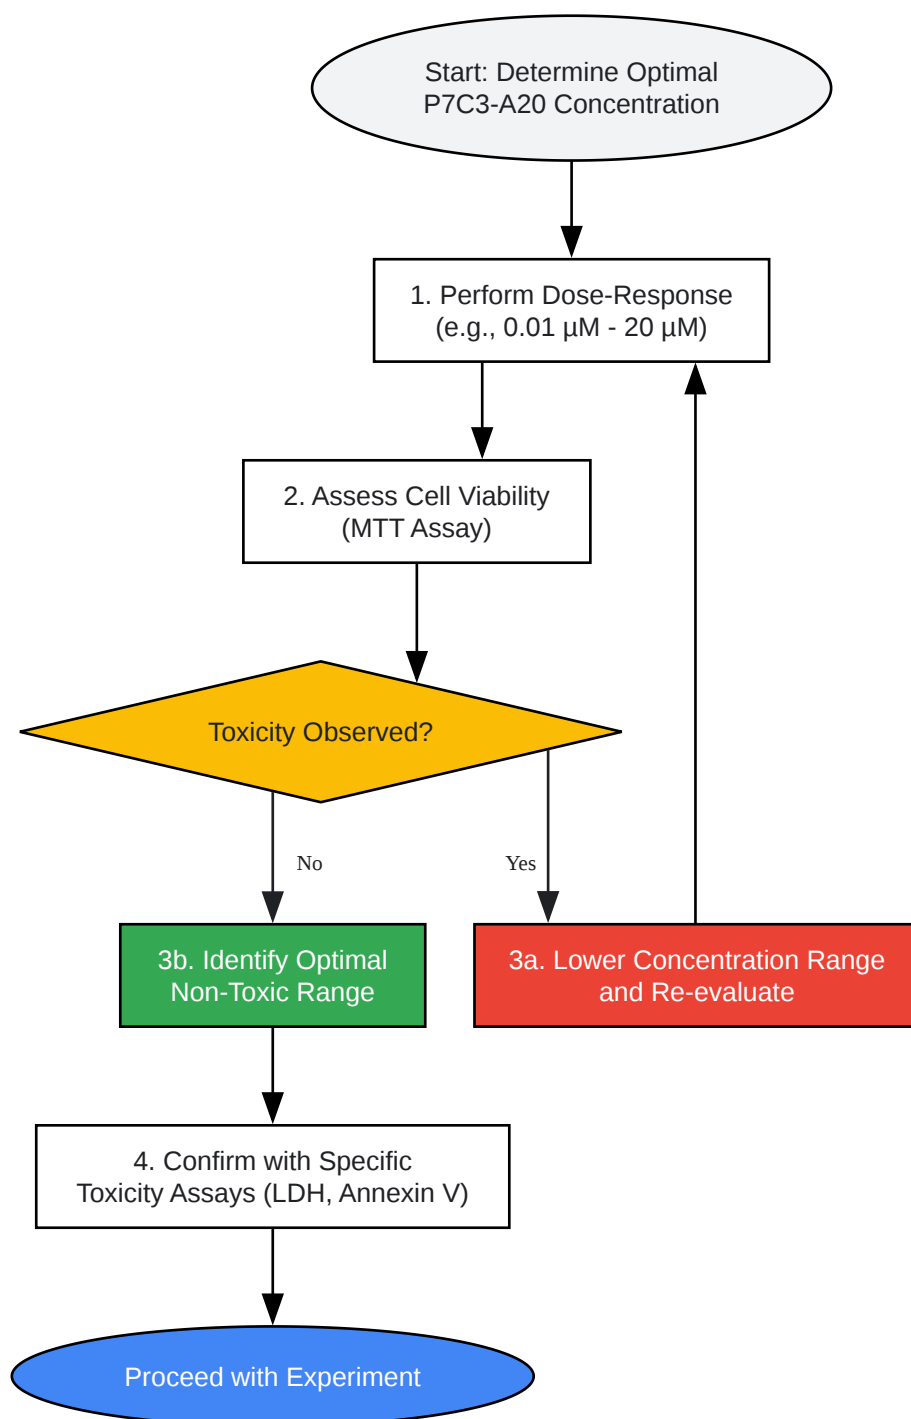 Start: Determine Optimal
P7C3-A20 Concentration
1. Perform Dose-Response
(e.g., 0.01 µM - 20 µM)
2. Assess Cell Viability
(MTT Assay)
Toxicity Observed?
No
Yes
3b. Identify Optimal
Non-Toxic Range
3a. Lower Concentration Range
and Re-evaluate
4. Confirm with Specific
Toxicity Assays (LDH, Annexin V)
Proceed with Experiment